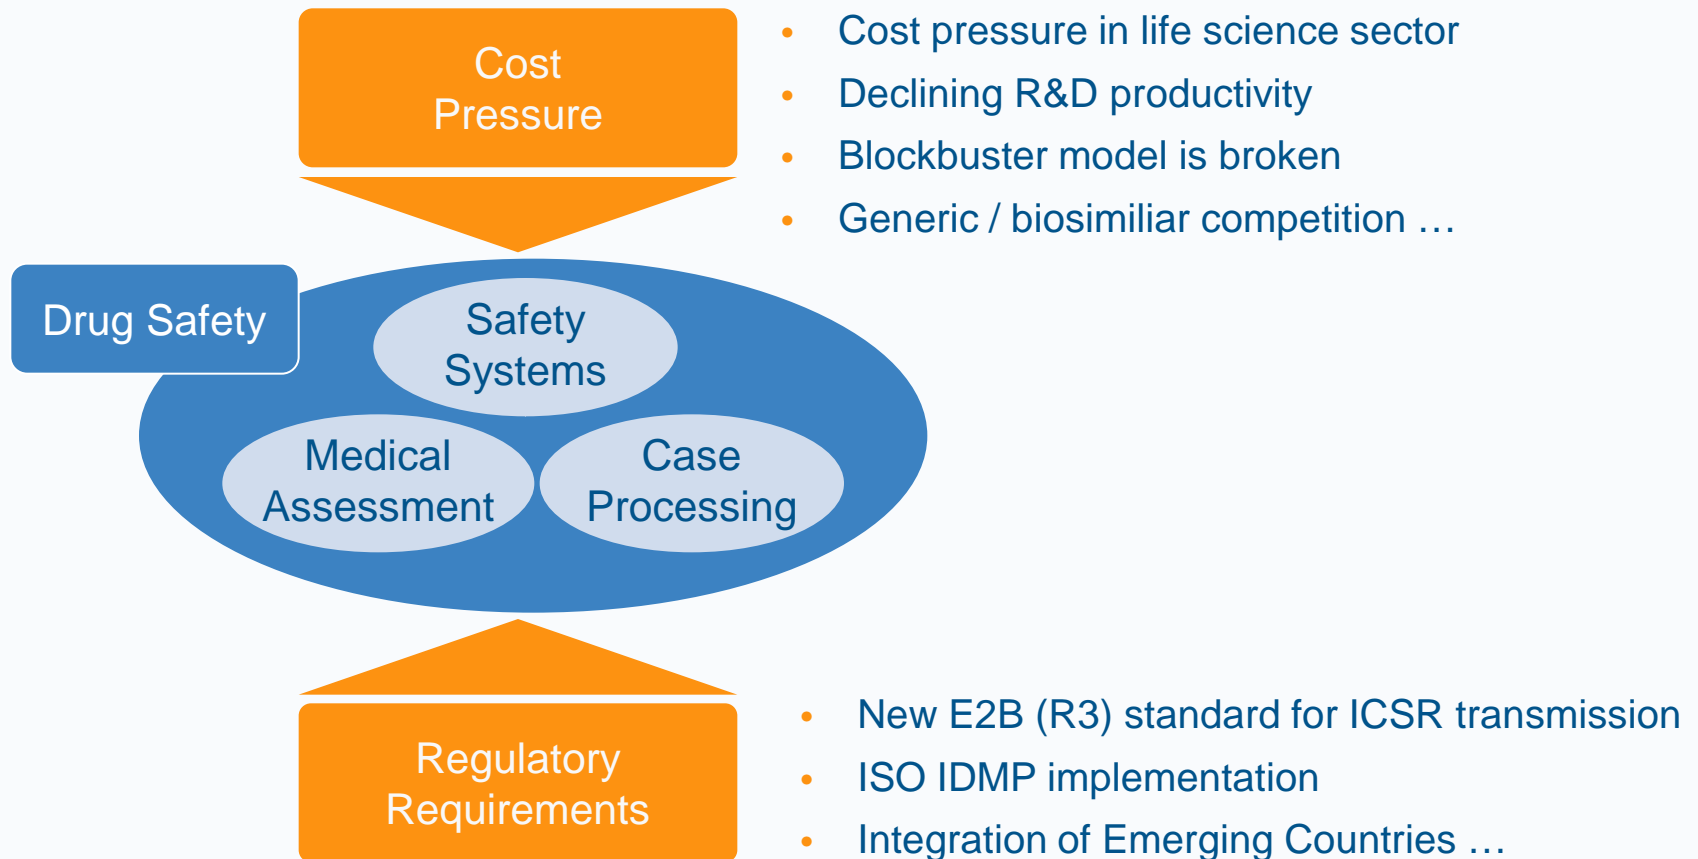 Cost
Pressure
• Cost pressure in life science sector
• Declining R&D productivity
• Blockbuster model is broken
• Generic / biosimiliar competition …
Drug Safety
Safety
Systems
Medical
Assessment
Case
Processing
Regulatory
Requirements
• New E2B (R3) standard for ICSR transmission
• ISO IDMP implementation
• Integration of Emerging Countries …